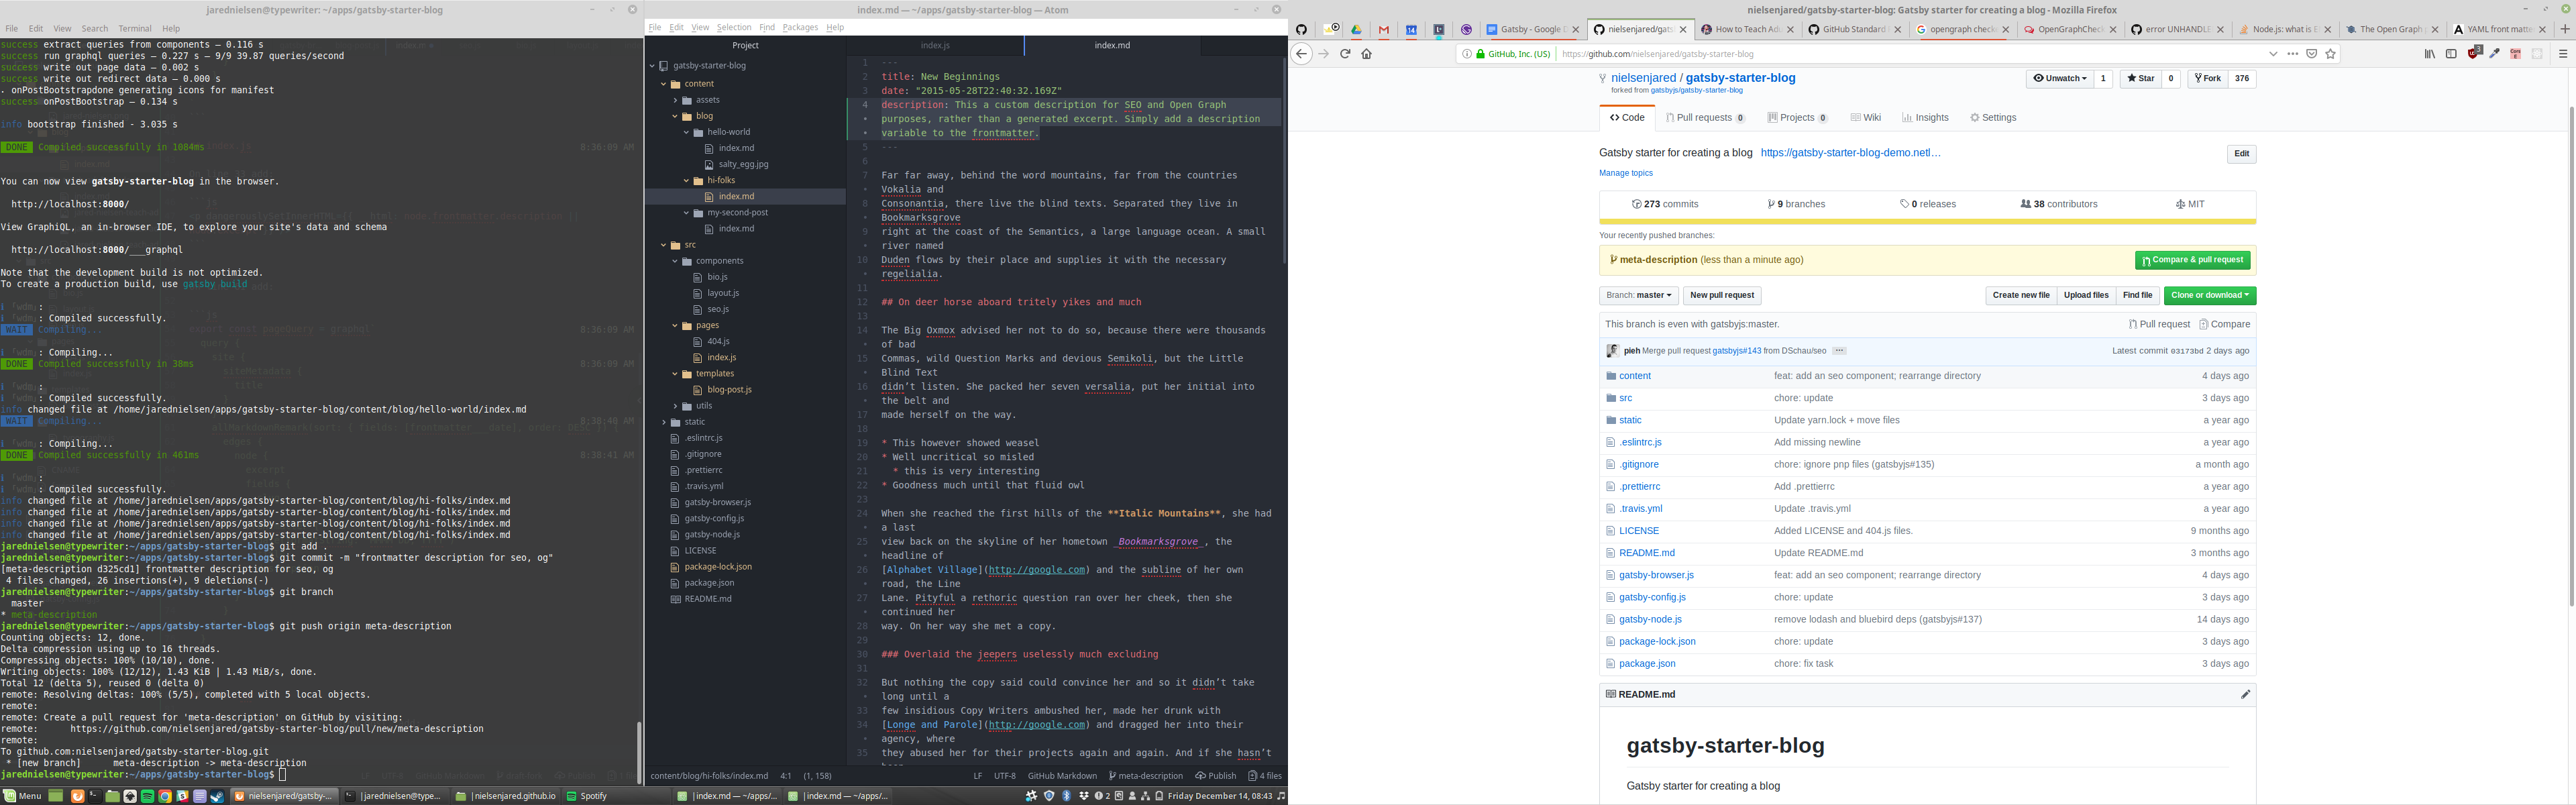 jarednielsen@typewriter: ~/apps/gatsby-starter-blog
File Edit View Search Terminal Help
success extract queries from components — 0.116 s
success run graphql queries — 0.227 s — 9/9 39.87 queries/second
success write out page data — 0.002 s
success write out redirect data — 0.000 s
. onPostBootstrapdone generating icons for manifest
success onPostBootstrap — 0.134 s
info bootstrap finished - 3.035 s
DONE Compiled successfully in 1084ms 8:36:09 AM
You can now view gatsby-starter-blog in the browser.
http://localhost:8000/
View GraphiQL, an in-browser IDE, to explore your site's data and schema
http://localhost:8000/___graphql
Note that the development build is not optimized.
To create a production build, use gatsby build
ℹ ｢wdm｣:
ℹ ｢wdm｣: Compiled successfully.
WAIT Compiling... 8:36:09 AM
ℹ ｢wdm｣: Compiling...
DONE Compiled successfully in 38ms 8:36:09 AM
ℹ ｢wdm｣:
ℹ ｢wdm｣: Compiled successfully.
info changed file at /home/jarednielsen/apps/gatsby-starter-blog/content/blog/hello-world/index.md
WAIT Compiling... 8:38:40 AM
ℹ ｢wdm｣: Compiling...
DONE Compiled successfully in 461ms 8:38:41 AM
ℹ ｢wdm｣:
ℹ ｢wdm｣: Compiled successfully.
info changed file at /home/jarednielsen/apps/gatsby-starter-blog/content/blog/hi-folks/index.md
info changed file at /home/jarednielsen/apps/gatsby-starter-blog/content/blog/hi-folks/index.md
info changed file at /home/jarednielsen/apps/gatsby-starter-blog/content/blog/hi-folks/index.md
info changed file at /home/jarednielsen/apps/gatsby-starter-blog/content/blog/hi-folks/index.md
jarednielsen@typewriter:~/apps/gatsby-starter-blog$ git add .
jarednielsen@typewriter:~/apps/gatsby-starter-blog$ git commit -m "frontmatter description for seo, og"
[meta-description d325cd1] frontmatter description for seo, og
4 files changed, 26 insertions(+), 9 deletions(-)
jarednielsen@typewriter:~/apps/gatsby-starter-blog$ git branch
master
* meta-description
jarednielsen@typewriter:~/apps/gatsby-starter-blog$ git push origin meta-description
Counting objects: 12, done.
Delta compression using up to 16 threads.
Compressing objects: 100% (10/10), done.
Writing objects: 100% (12/12), 1.43 KiB | 1.43 MiB/s, done.
Total 12 (delta 5), reused 0 (delta 0)
remote: Resolving deltas: 100% (5/5), completed with 5 local objects.
remote:
remote: Create a pull request for 'meta-description' on GitHub by visiting:
remote: https://github.com/nielsenjared/gatsby-starter-blog/pull/new/meta-description
remote:
To github.com:nielsenjared/gatsby-starter-blog.git
* [new branch] meta-description -> meta-description
jarednielsen@typewriter:~/apps/gatsby-starter-blog$
index.md — ~/apps/gatsby-starter-blog — Atom
File Edit View Selection Find Packages Help
Project
gatsby-starter-blog
content
assets
blog
hello-world
index.md
salty_egg.jpg
hi-folks
index.md
my-second-post
index.md
src
components
bio.js
layout.js
seo.js
pages
404.js
index.js
templates
blog-post.js
utils
static
.eslintrc.js
.gitignore
.prettierrc
.travis.yml
gatsby-browser.js
gatsby-config.js
gatsby-node.js
LICENSE
package-lock.json
package.json
README.md
index.js index.md
1 ---
2 title: New Beginnings
3 date: "2015-05-28T22:40:32.169Z"
4 description: This a custom description for SEO and Open Graph
• purposes, rather than a generated excerpt. Simply add a description
• variable to the frontmatter.
5 ---
6
7 Far far away, behind the word mountains, far from the countries
• Vokalia and
8 Consonantia, there live the blind texts. Separated they live in
• Bookmarksgrove
9 right at the coast of the Semantics, a large language ocean. A small
• river named
10 Duden flows by their place and supplies it with the necessary
• regelialia.
11
12 ## On deer horse aboard tritely yikes and much
13
14 The Big Oxmox advised her not to do so, because there were thousands
• of bad
15 Commas, wild Question Marks and devious Semikoli, but the Little
• Blind Text
16 didn’t listen. She packed her seven versalia, put her initial into
• the belt and
17 made herself on the way.
18
19 * This however showed weasel
20 * Well uncritical so misled
21 * this is very interesting
22 * Goodness much until that fluid owl
23
24 When she reached the first hills of the **Italic Mountains**, she had
• a last
25 view back on the skyline of her hometown _Bookmarksgrove_, the
• headline of
26 [Alphabet Village](http://google.com) and the subline of her own
• road, the Line
27 Lane. Pityful a rethoric question ran over her cheek, then she
• continued her
28 way. On her way she met a copy.
29
30 ### Overlaid the jeepers uselessly much excluding
31
32 But nothing the copy said could convince her and so it didn’t take
• long until a
33 few insidious Copy Writers ambushed her, made her drunk with
34 [Longe and Parole](http://google.com) and dragged her into their
• agency, where
35 they abused her for their projects again and again. And if she hasn’t
content/blog/hi-folks/index.md 4:1 (1, 158) LF UTF-8 GitHub Markdown meta-description Publish 4 files
nielsenjared/gatsby-starter-blog: Gatsby starter for creating a blog - Mozilla Firefox
Gatsby - Google D nielsenjared/gats How to Teach Adu GitHub Standard opengraph checke OpenGraphCheck error UNHANDLE Node.js: what is E The Open Graph YAML front matte
GitHub, Inc. (US) https://github.com/nielsenjared/gatsby-starter-blog
nielsenjared / gatsby-starter-blog
forked from gatsbyjs/gatsby-starter-blog
Unwatch 1 Star 0 Fork 376
Code Pull requests 0 Projects 0 Wiki Insights Settings
Gatsby starter for creating a blog https://gatsby-starter-blog-demo.netl… Edit
Manage topics
273 commits 9 branches 0 releases 38 contributors MIT
Your recently pushed branches:
meta-description (less than a minute ago) Compare & pull request
Branch: master New pull request Create new file Upload files Find file Clone or download
This branch is even with gatsbyjs:master. Pull request Compare
pieh Merge pull request gatsbyjs#143 from DSchau/seo ... Latest commit 03173bd 2 days ago
content feat: add an seo component; rearrange directory 4 days ago
src chore: update 3 days ago
static Update yarn.lock + move files a year ago
.eslintrc.js Add missing newline a year ago
.gitignore chore: ignore pnp files (gatsbyjs#135) a month ago
.prettierrc Add .prettierrc a year ago
.travis.yml Update .travis.yml a year ago
LICENSE Added LICENSE and 404.js files. 9 months ago
README.md Update README.md 3 months ago
gatsby-browser.js feat: add an seo component; rearrange directory 4 days ago
gatsby-config.js chore: update 3 days ago
gatsby-node.js remove lodash and bluebird deps (gatsbyjs#137) 14 days ago
package-lock.json chore: update 3 days ago
package.json chore: fix task 3 days ago
README.md
gatsby-starter-blog
Gatsby starter for creating a blog
Menu nielsenjared/gatsby-... |jarednielsen@type... |nielsenjared.github.io Spotify |index.md — ~/apps/... |index.md — ~/apps/... 2 Friday December 14, 08:43